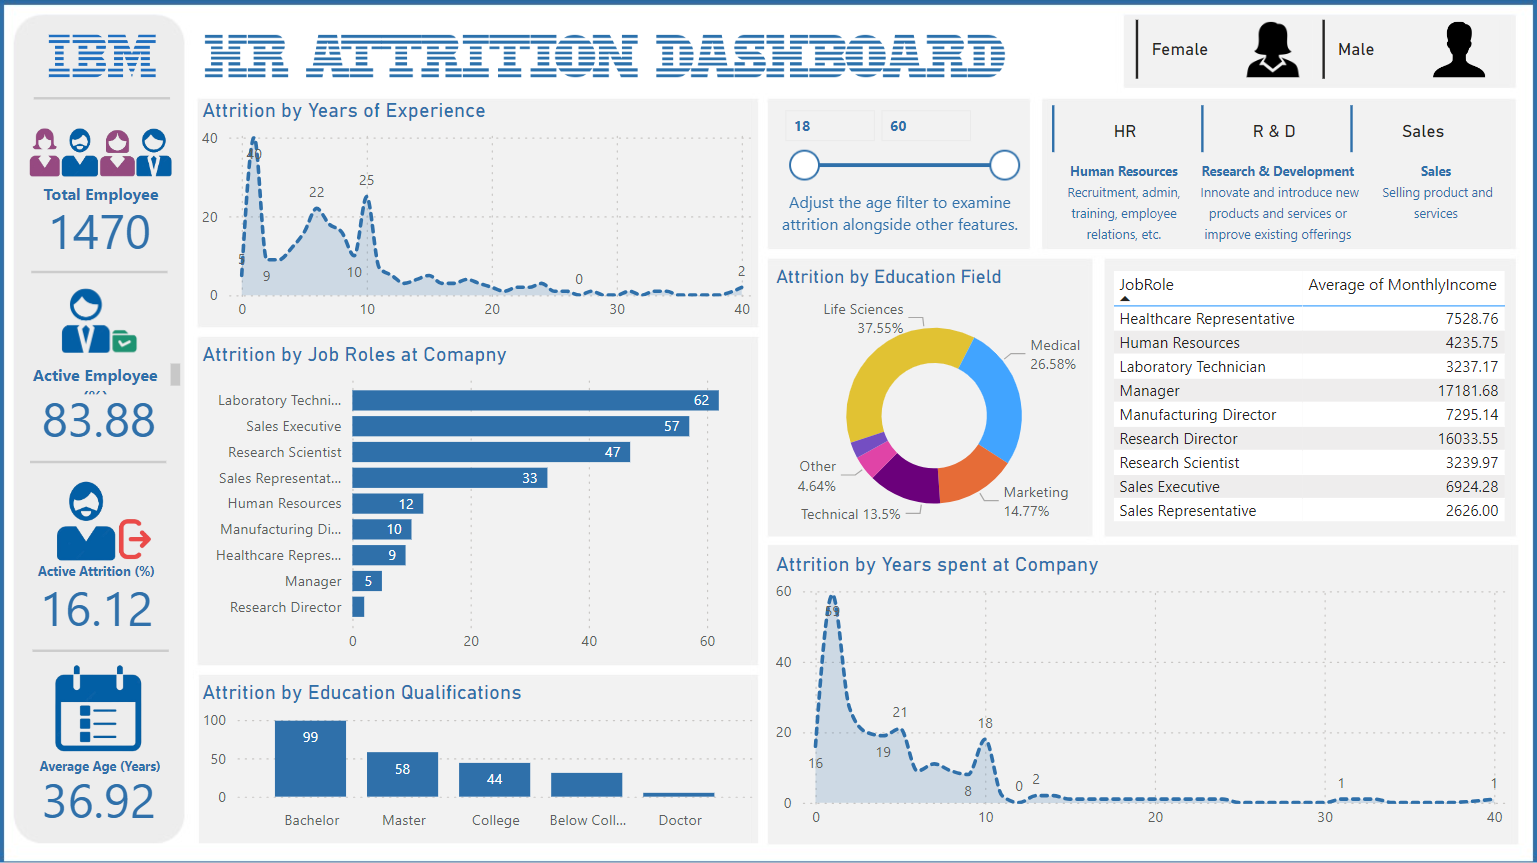 IBM
HR ATTRITION DASHBOARD
Female
Male
Total Employee
1470
Active Employee
83.88
Active Attrition (%)
16.12
Average Age (Years)
36.92
Attrition by Years of Experience
40
20
0
5
40
9
22
10
25
0
2
0
10
20
30
40
18
60
Adjust the age filter to examine
attrition alongside other features.
HR
R & D
Sales
Human Resources
Recruitment, admin,
training, employee
relations, etc.
Research & Development
Innovate and introduce new
products and services or
improve existing offerings
Sales
Selling product and
services
Attrition by Job Roles at Comapny
Laboratory Techni...
62
Sales Executive
57
Research Scientist
47
Sales Representat...
33
Human Resources
12
Manufacturing Di...
10
Healthcare Repres...
9
Manager
5
Research Director
0
20
40
60
Attrition by Education Field
Life Sciences
37.55%
Medical
26.58%
Other
4.64%
Marketing
14.77%
Technical 13.5%
JobRole Average of MonthlyIncome
Healthcare Representative 7528.76
Human Resources 4235.75
Laboratory Technician 3237.17
Manager 17181.68
Manufacturing Director 7295.14
Research Director 16033.55
Research Scientist 3239.97
Sales Executive 6924.28
Sales Representative 2626.00
Attrition by Education Qualifications
100
50
0
99
58
44
Bachelor
Master
College
Below Coll...
Doctor
Attrition by Years spent at Company
60
40
20
0
16
59
19
21
8
18
0
2
1
1
0
10
20
30
40